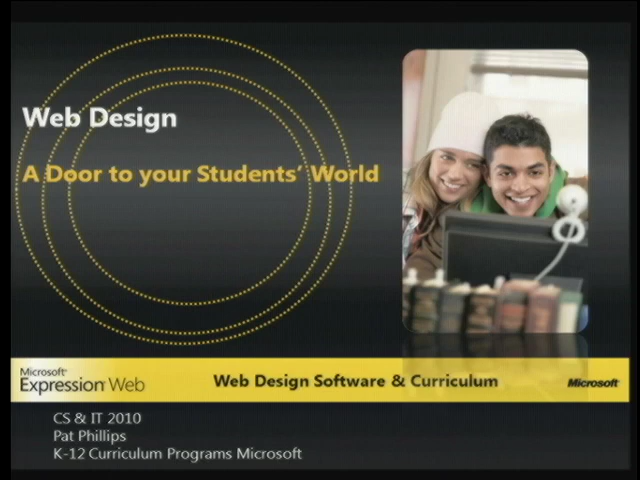 Web Design
A Door to your Students' World
Microsoft®
Expression® Web
Web Design Software & Curriculum
Microsoft®
CS & IT 2010
Pat Phillips
K-12 Curriculum Programs Microsoft